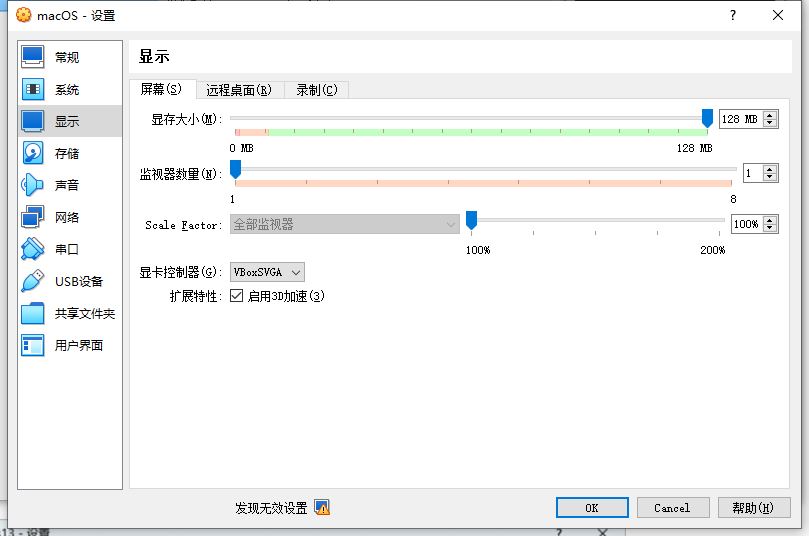 macOS - 设置
?
常规
系统
显示
存储
声音
网络
串口
USB设备
共享文件夹
用户界面
显示
屏幕(S) 远程桌面(R) 录制(C)
显存大小(M): 128 MB
0 MB 128 MB
监视器数量(N): 1
1 8
Scale Factor: 全部监视器 100%
100% 200%
显卡控制器(G): VBoxSVGA
扩展特性: 启用3D加速(3)
发现无效设置 OK Cancel 帮助(H)
13 - 设置 ?